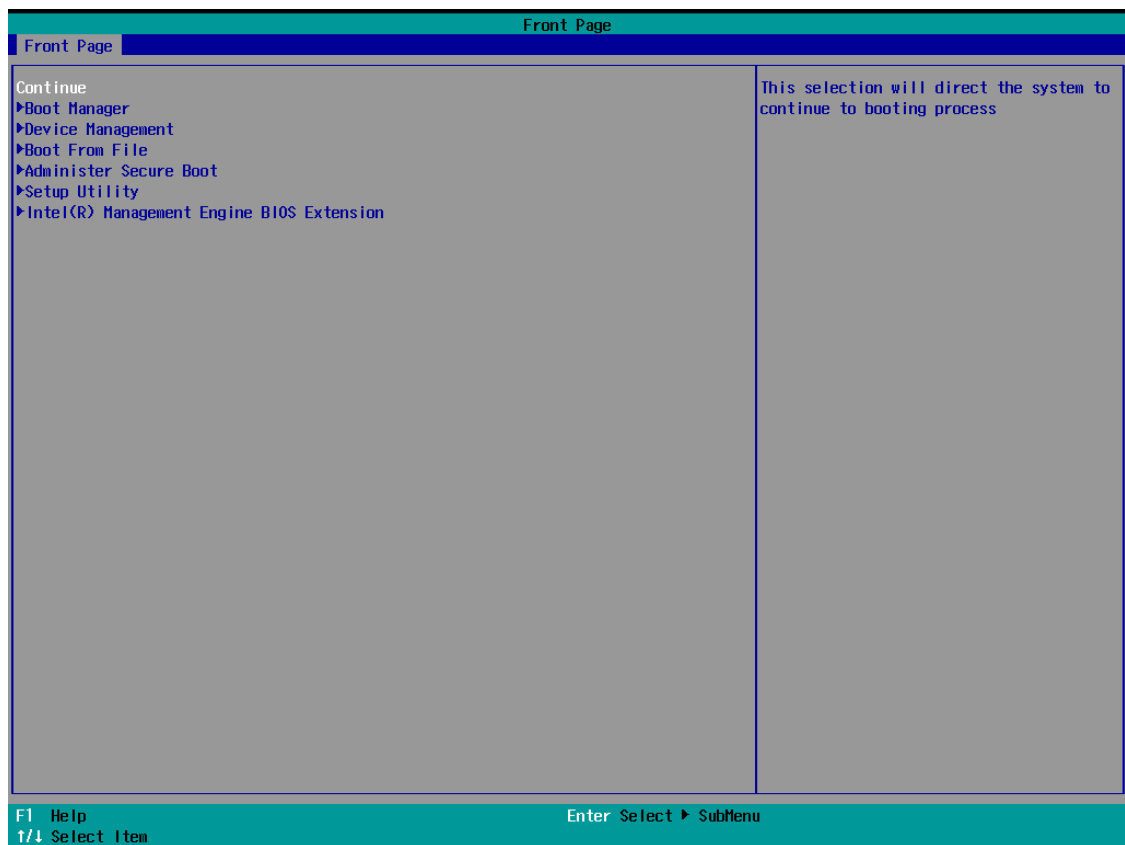 Front Page
Front Page
Continue
▶Boot Manager
▶Device Management
▶Boot From File
▶Administer Secure Boot
▶Setup Utility
▶Intel(R) Management Engine BIOS Extension
This selection will direct the system to
continue to booting process
F1 Help
Enter Select ▶ SubMenu
↑/↓ Select Item